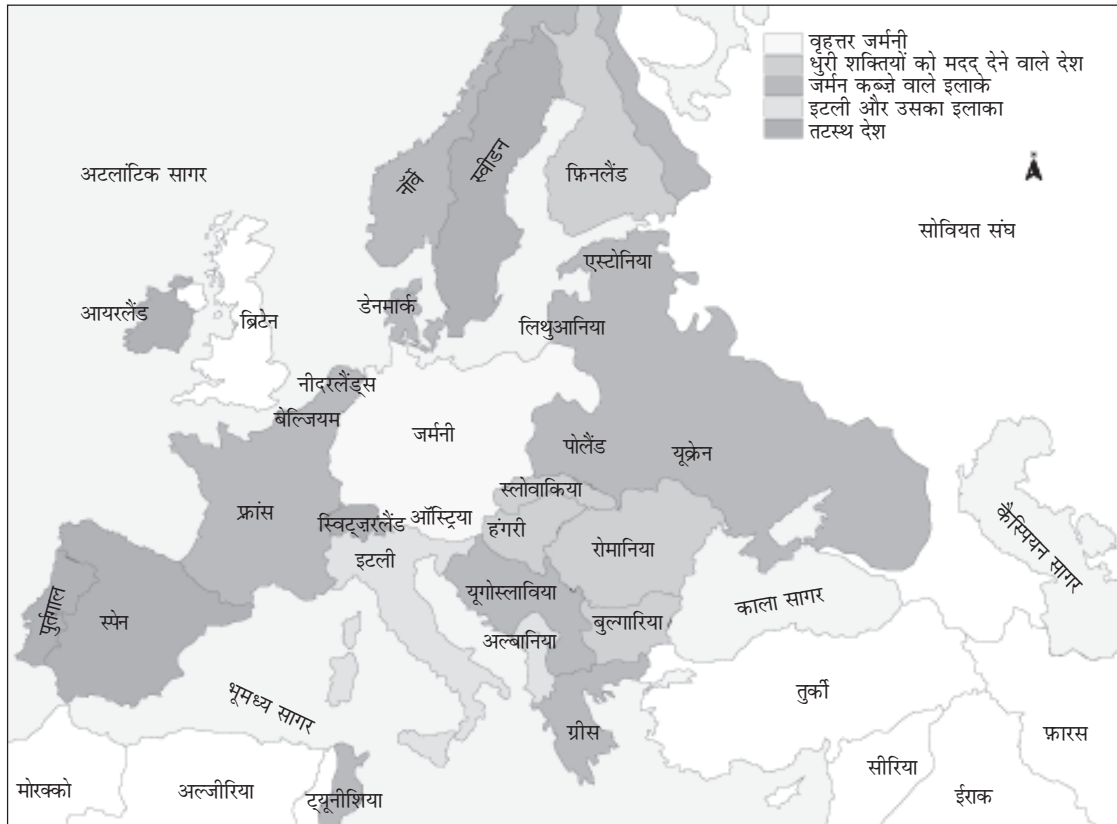 वृहत्तर जर्मनी
धुरी शक्तियों को मदद देने वाले देश
जर्मन कब्ज़े वाले इलाके
इटली और उसका इलाका
तटस्थ देश
अटलांटिक सागर
नॉर्वे
स्वीडन
फ़िनलैंड
सोवियत संघ
एस्टोनिया
आयरलैंड
ब्रिटेन
डेनमार्क
लिथुआनिया
नीदरलैंड्स
बेल्जियम
जर्मनी
पोलैंड
यूक्रेन
स्लोवाकिया
फ्रांस
स्विट्ज़रलैंड
ऑस्ट्रिया
हंगरी
रोमानिया
कैस्पियन सागर
इटली
यूगोस्लाविया
काला सागर
पुर्तगाल
स्पेन
बुल्गारिया
अल्बानिया
भूमध्य सागर
तुर्की
ग्रीस
फ़ारस
सीरिया
मोरक्को
अल्जीरिया
ट्यूनीशिया
ईराक